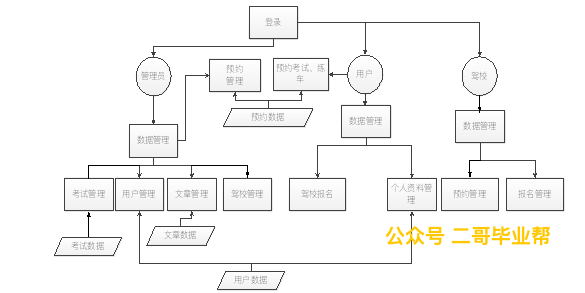 登录
管理员
预约
管理
预约考试、练
车
用户
驾校
预约数据
数据管理
数据管理
数据管理
考试管理
用户管理
文章管理
驾校管理
驾校报名
个人资料管
理
预约管理
报名管理
考试数据
文章数据
公众号 二哥毕业帮
用户数据